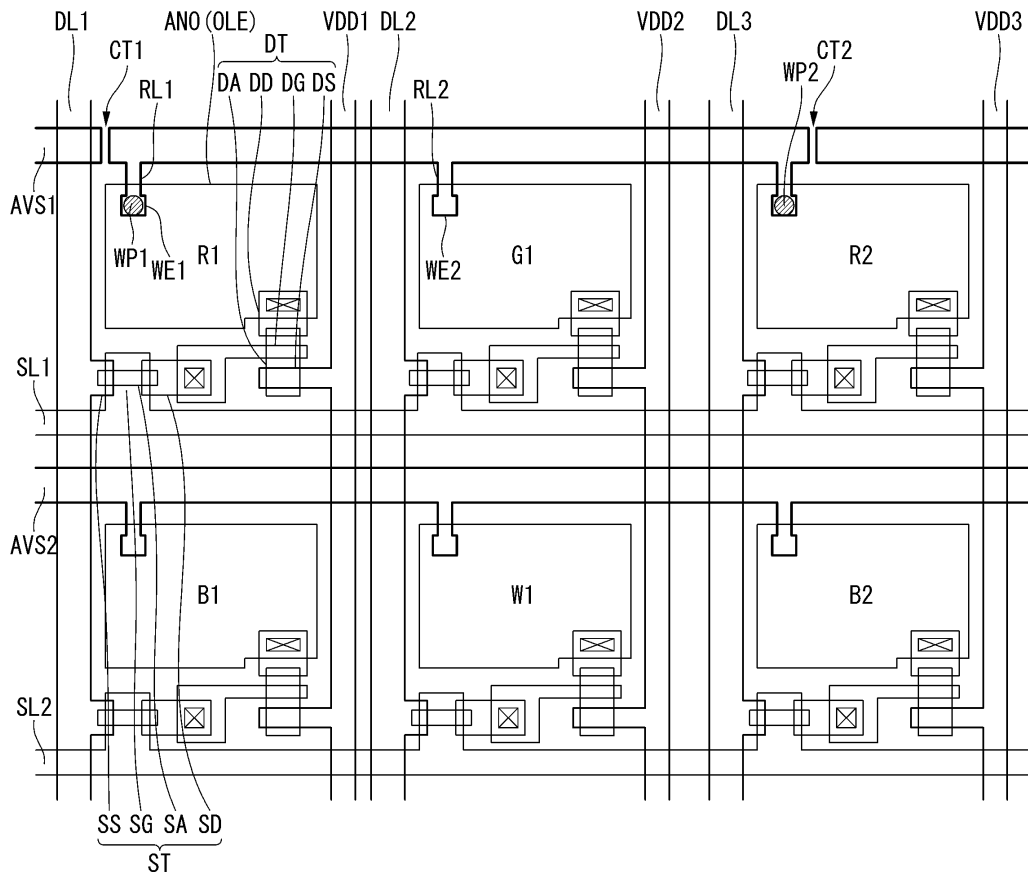 DL1 ANO(OLE) VDD1 DL2 VDD2 DL3 VDD3
CT1 DT CT2
RL1 DA DD DG DS RL2 WP2
AVS1
WP1 WE1 R1 WE2 G1 R2
SL1
AVS2
B1 W1 B2
SL2
SS SG SA SD
ST